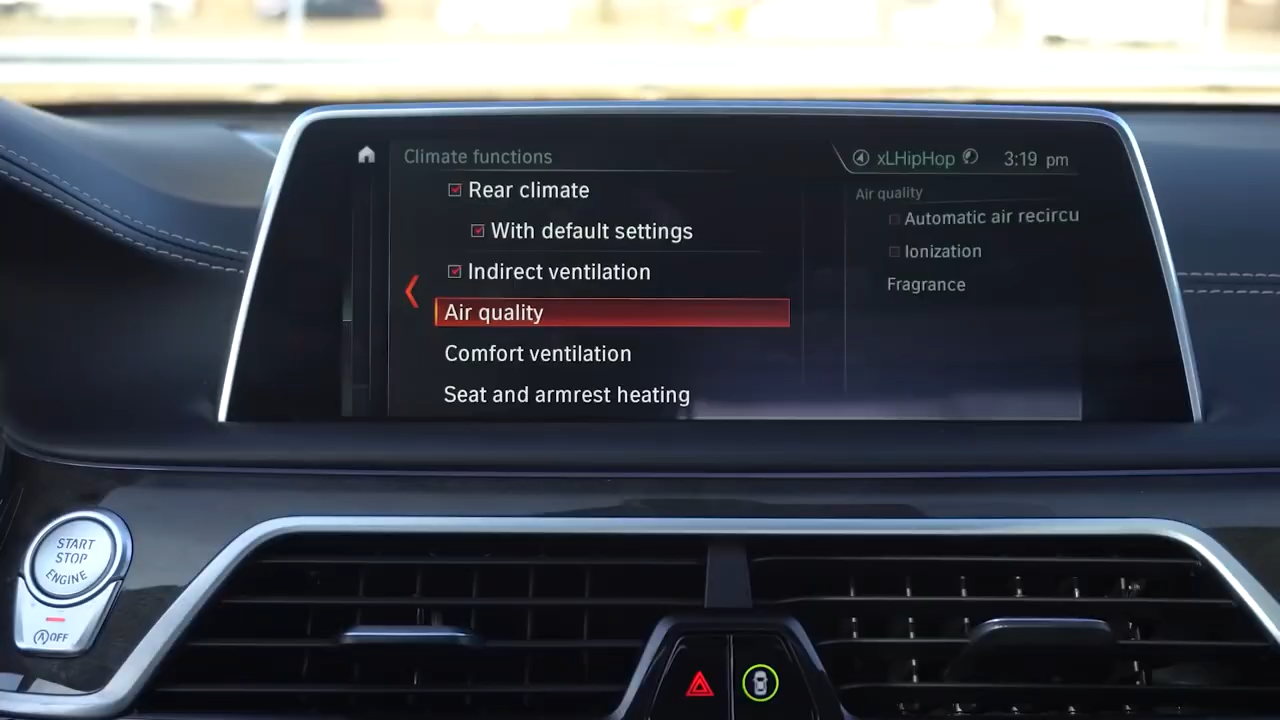 Climate functions
xLHipHop
3:19 pm
Rear climate
With default settings
Indirect ventilation
Air quality
Comfort ventilation
Seat and armrest heating
Air quality
Automatic air recircu
Ionization
Fragrance
START
STOP
ENGINE
A OFF